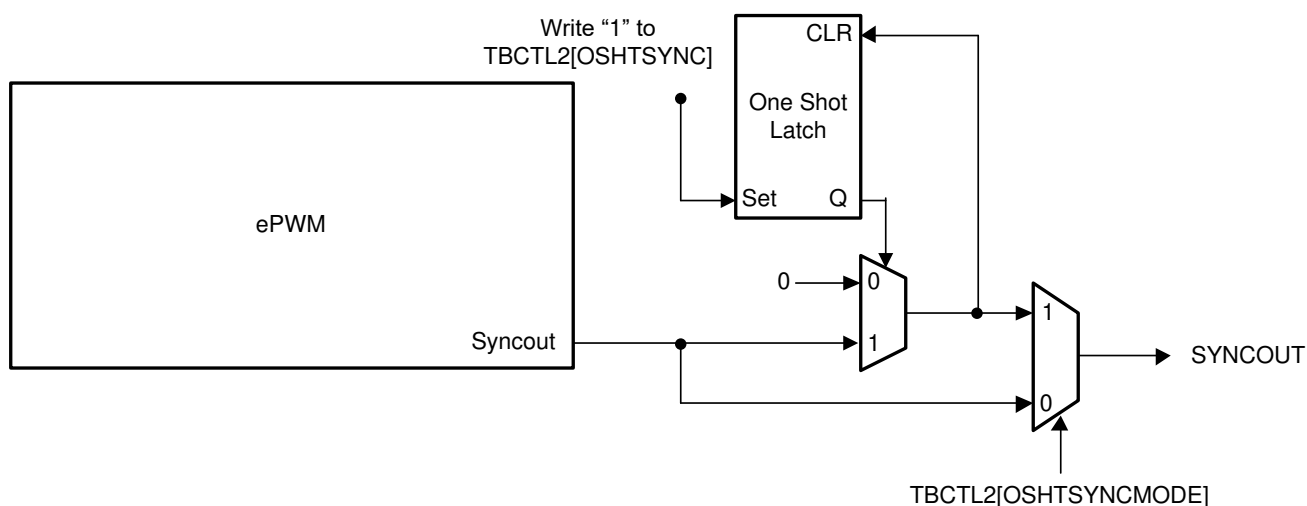 Write “1” to
TBCTL2[OSHTSYNC]
CLR
One Shot
Latch
Set
Q
ePWM
0
0
Syncout
1
1
SYNCOUT
0
TBCTL2[OSHTSYNCMODE]